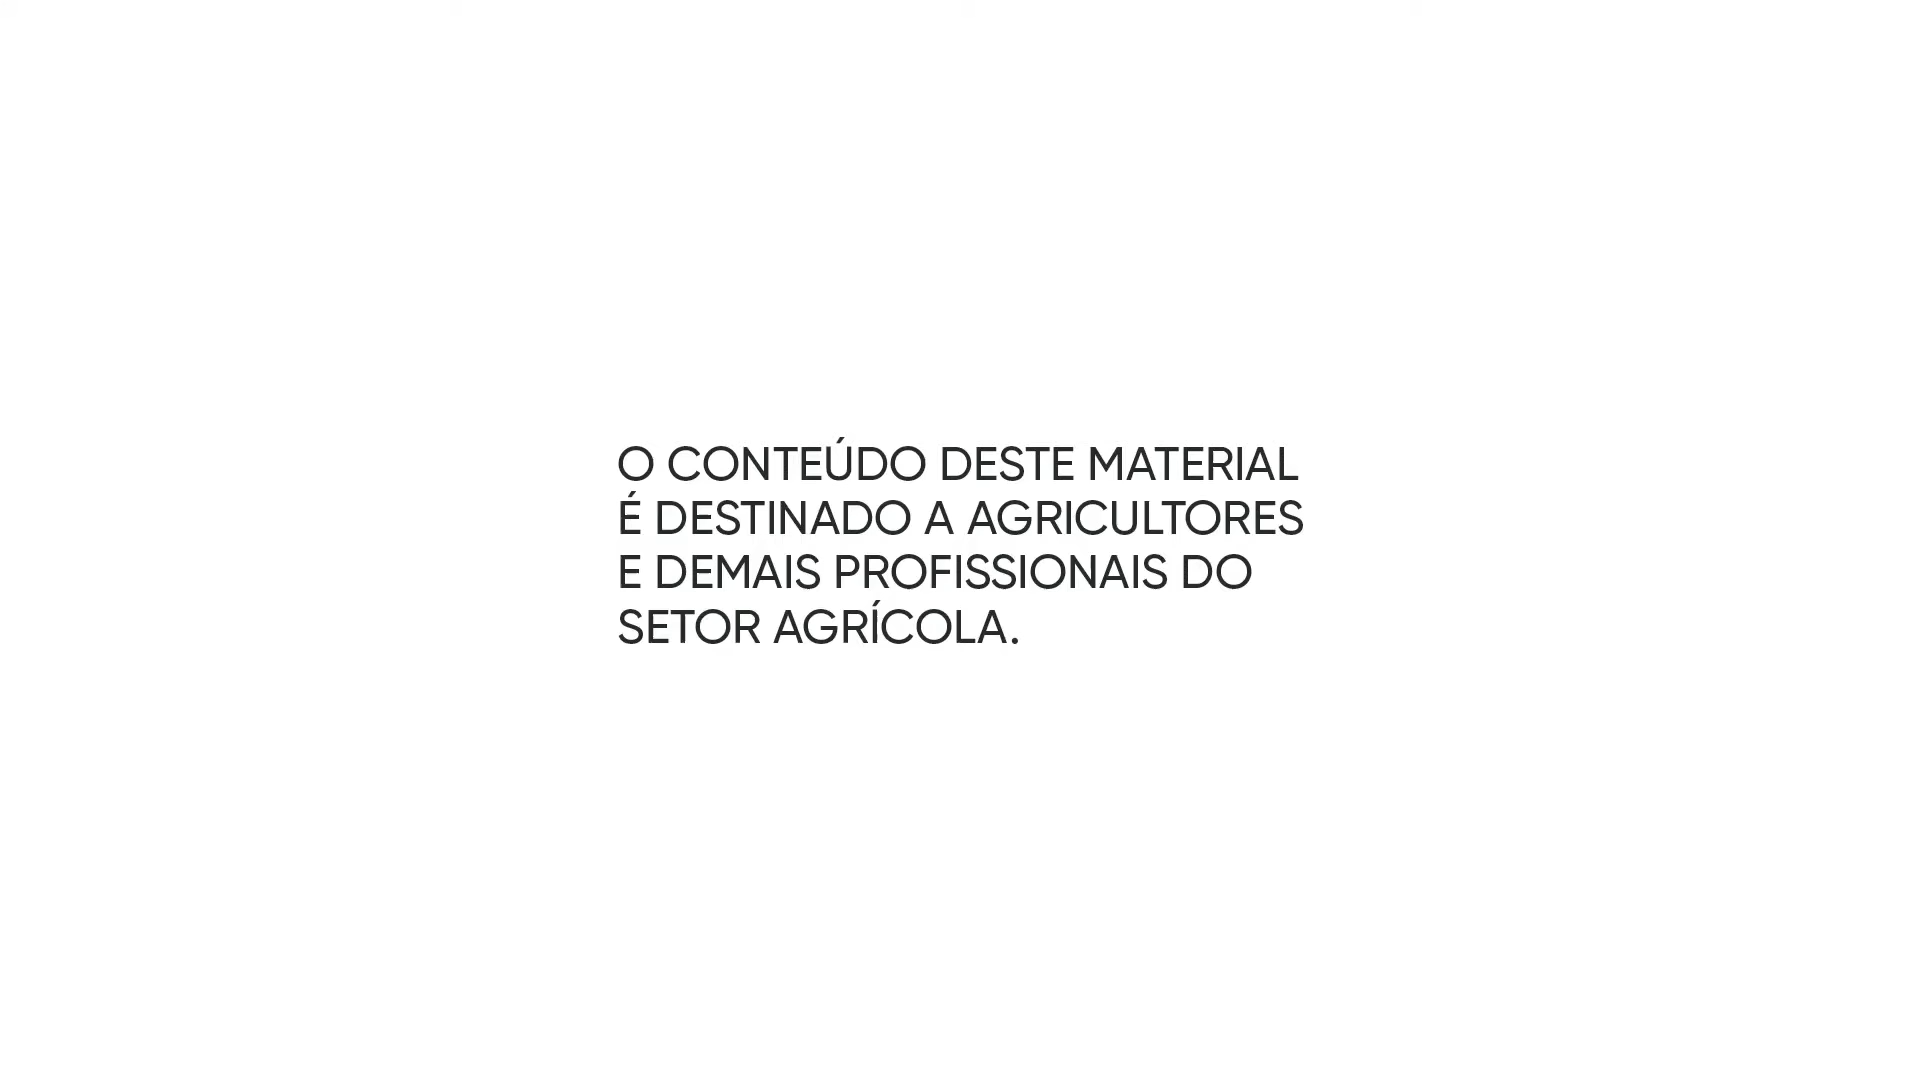 O CONTEÚDO DESTE MATERIAL
É DESTINADO A AGRICULTORES
E DEMAIS PROFISSIONAIS DO
SETOR AGRÍCOLA.